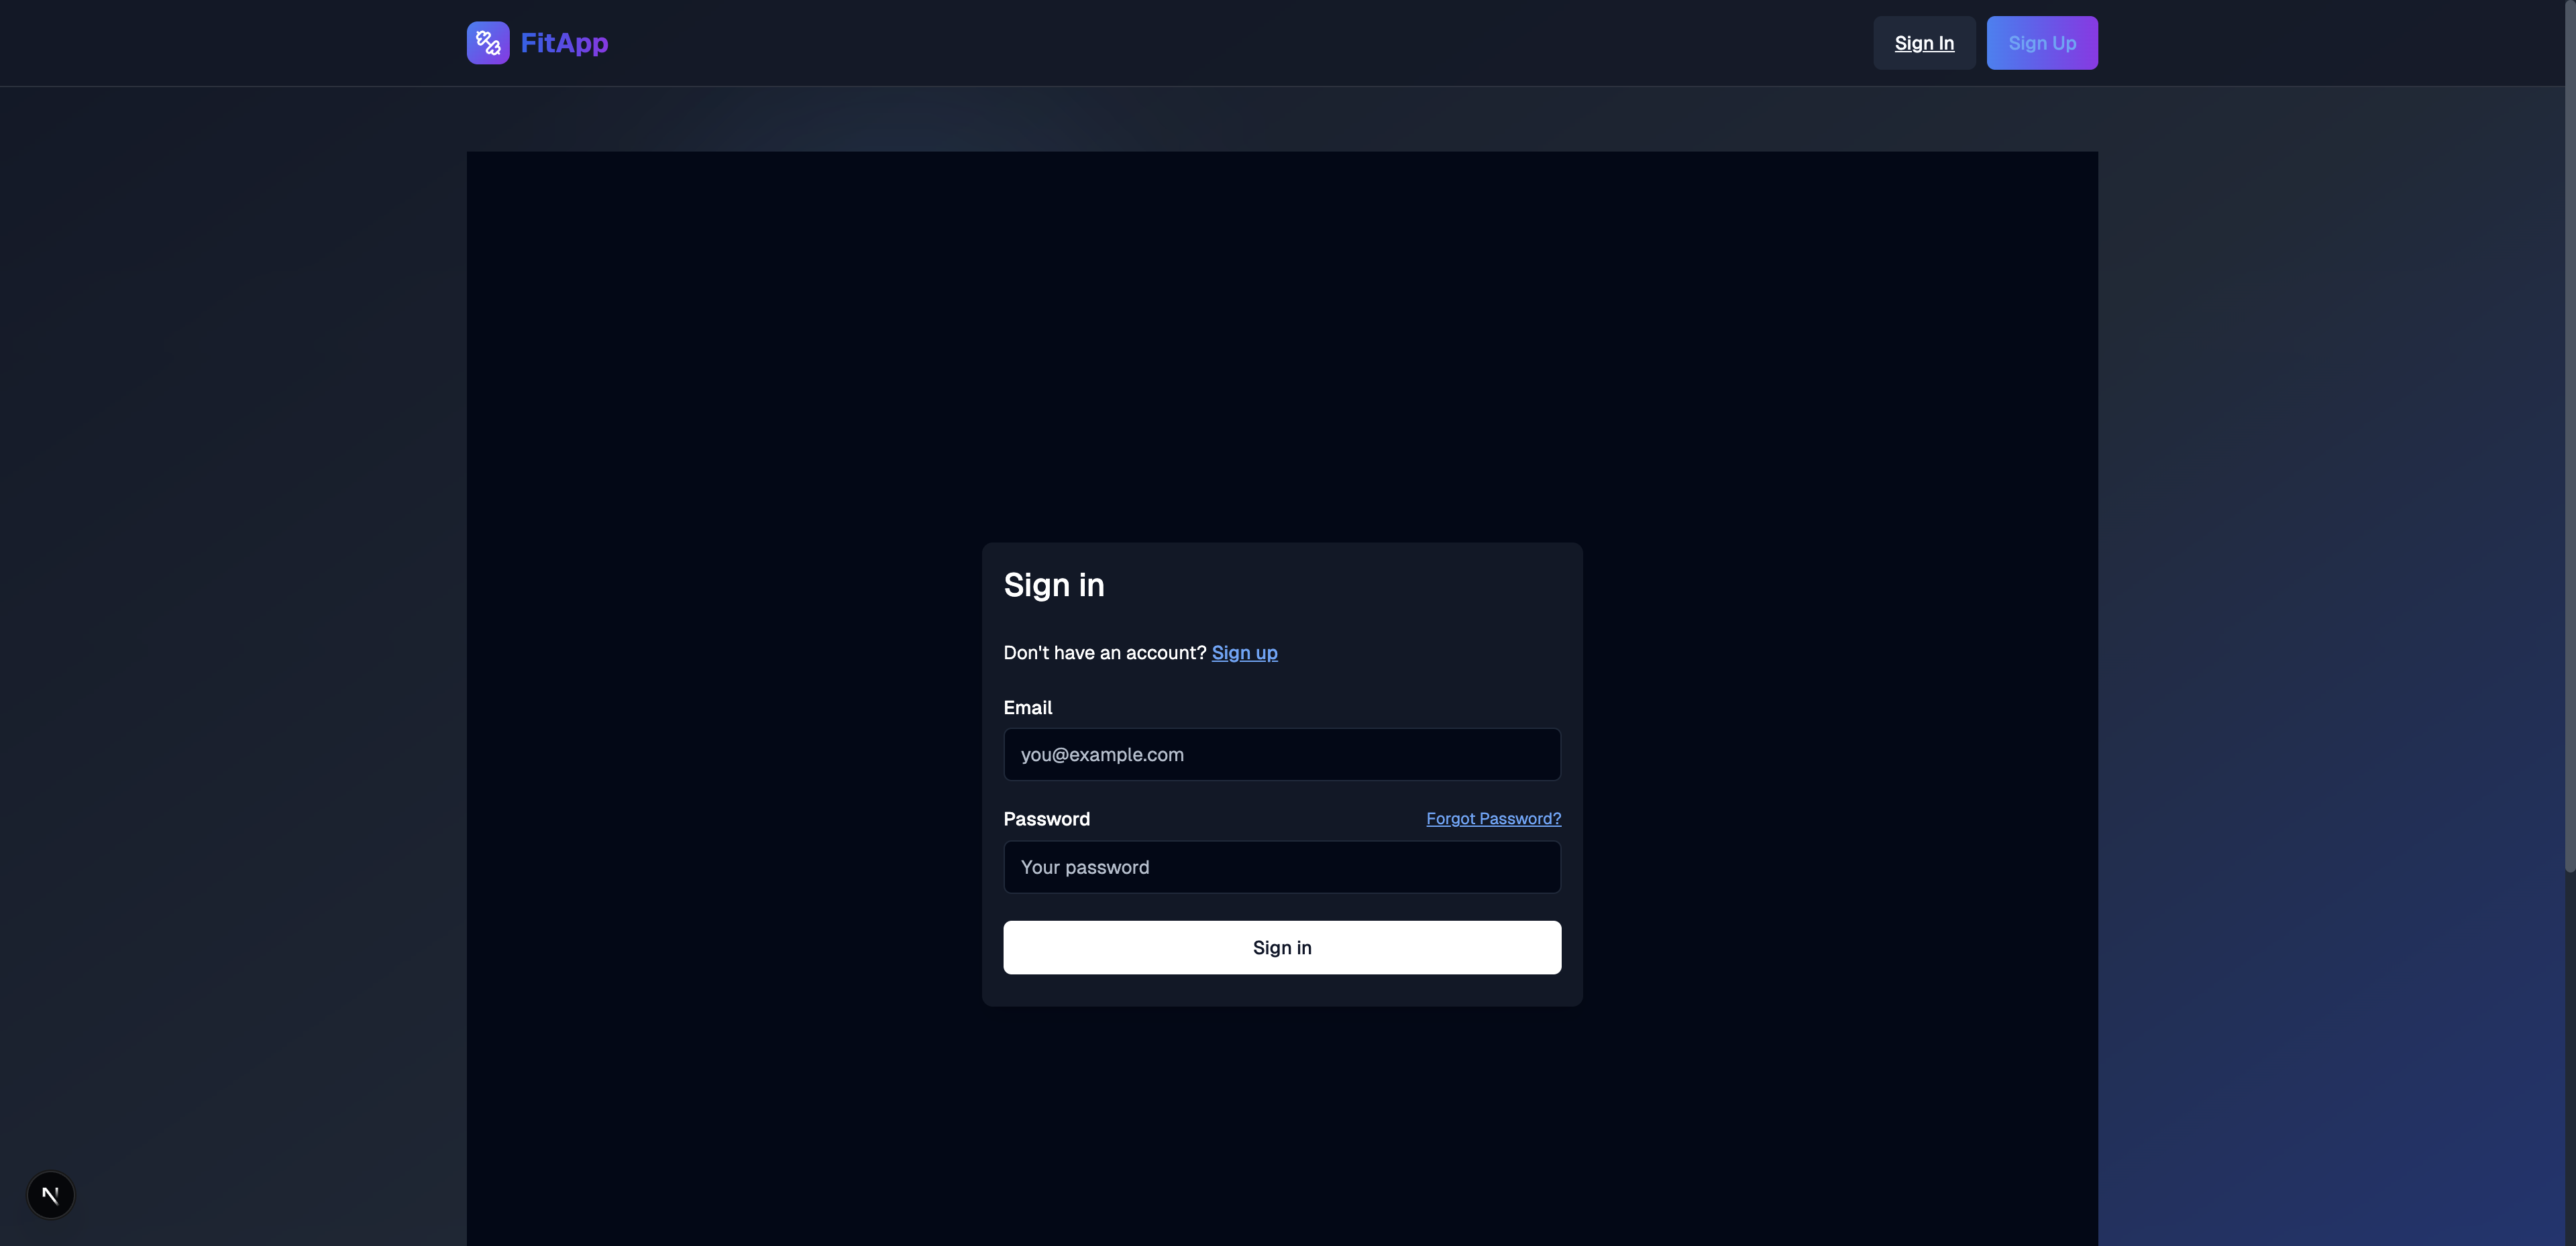 FitApp
Sign In
Sign Up
Sign in
Don't have an account? Sign up
Email
you@example.com
Password
Forgot Password?
Your password
Sign in